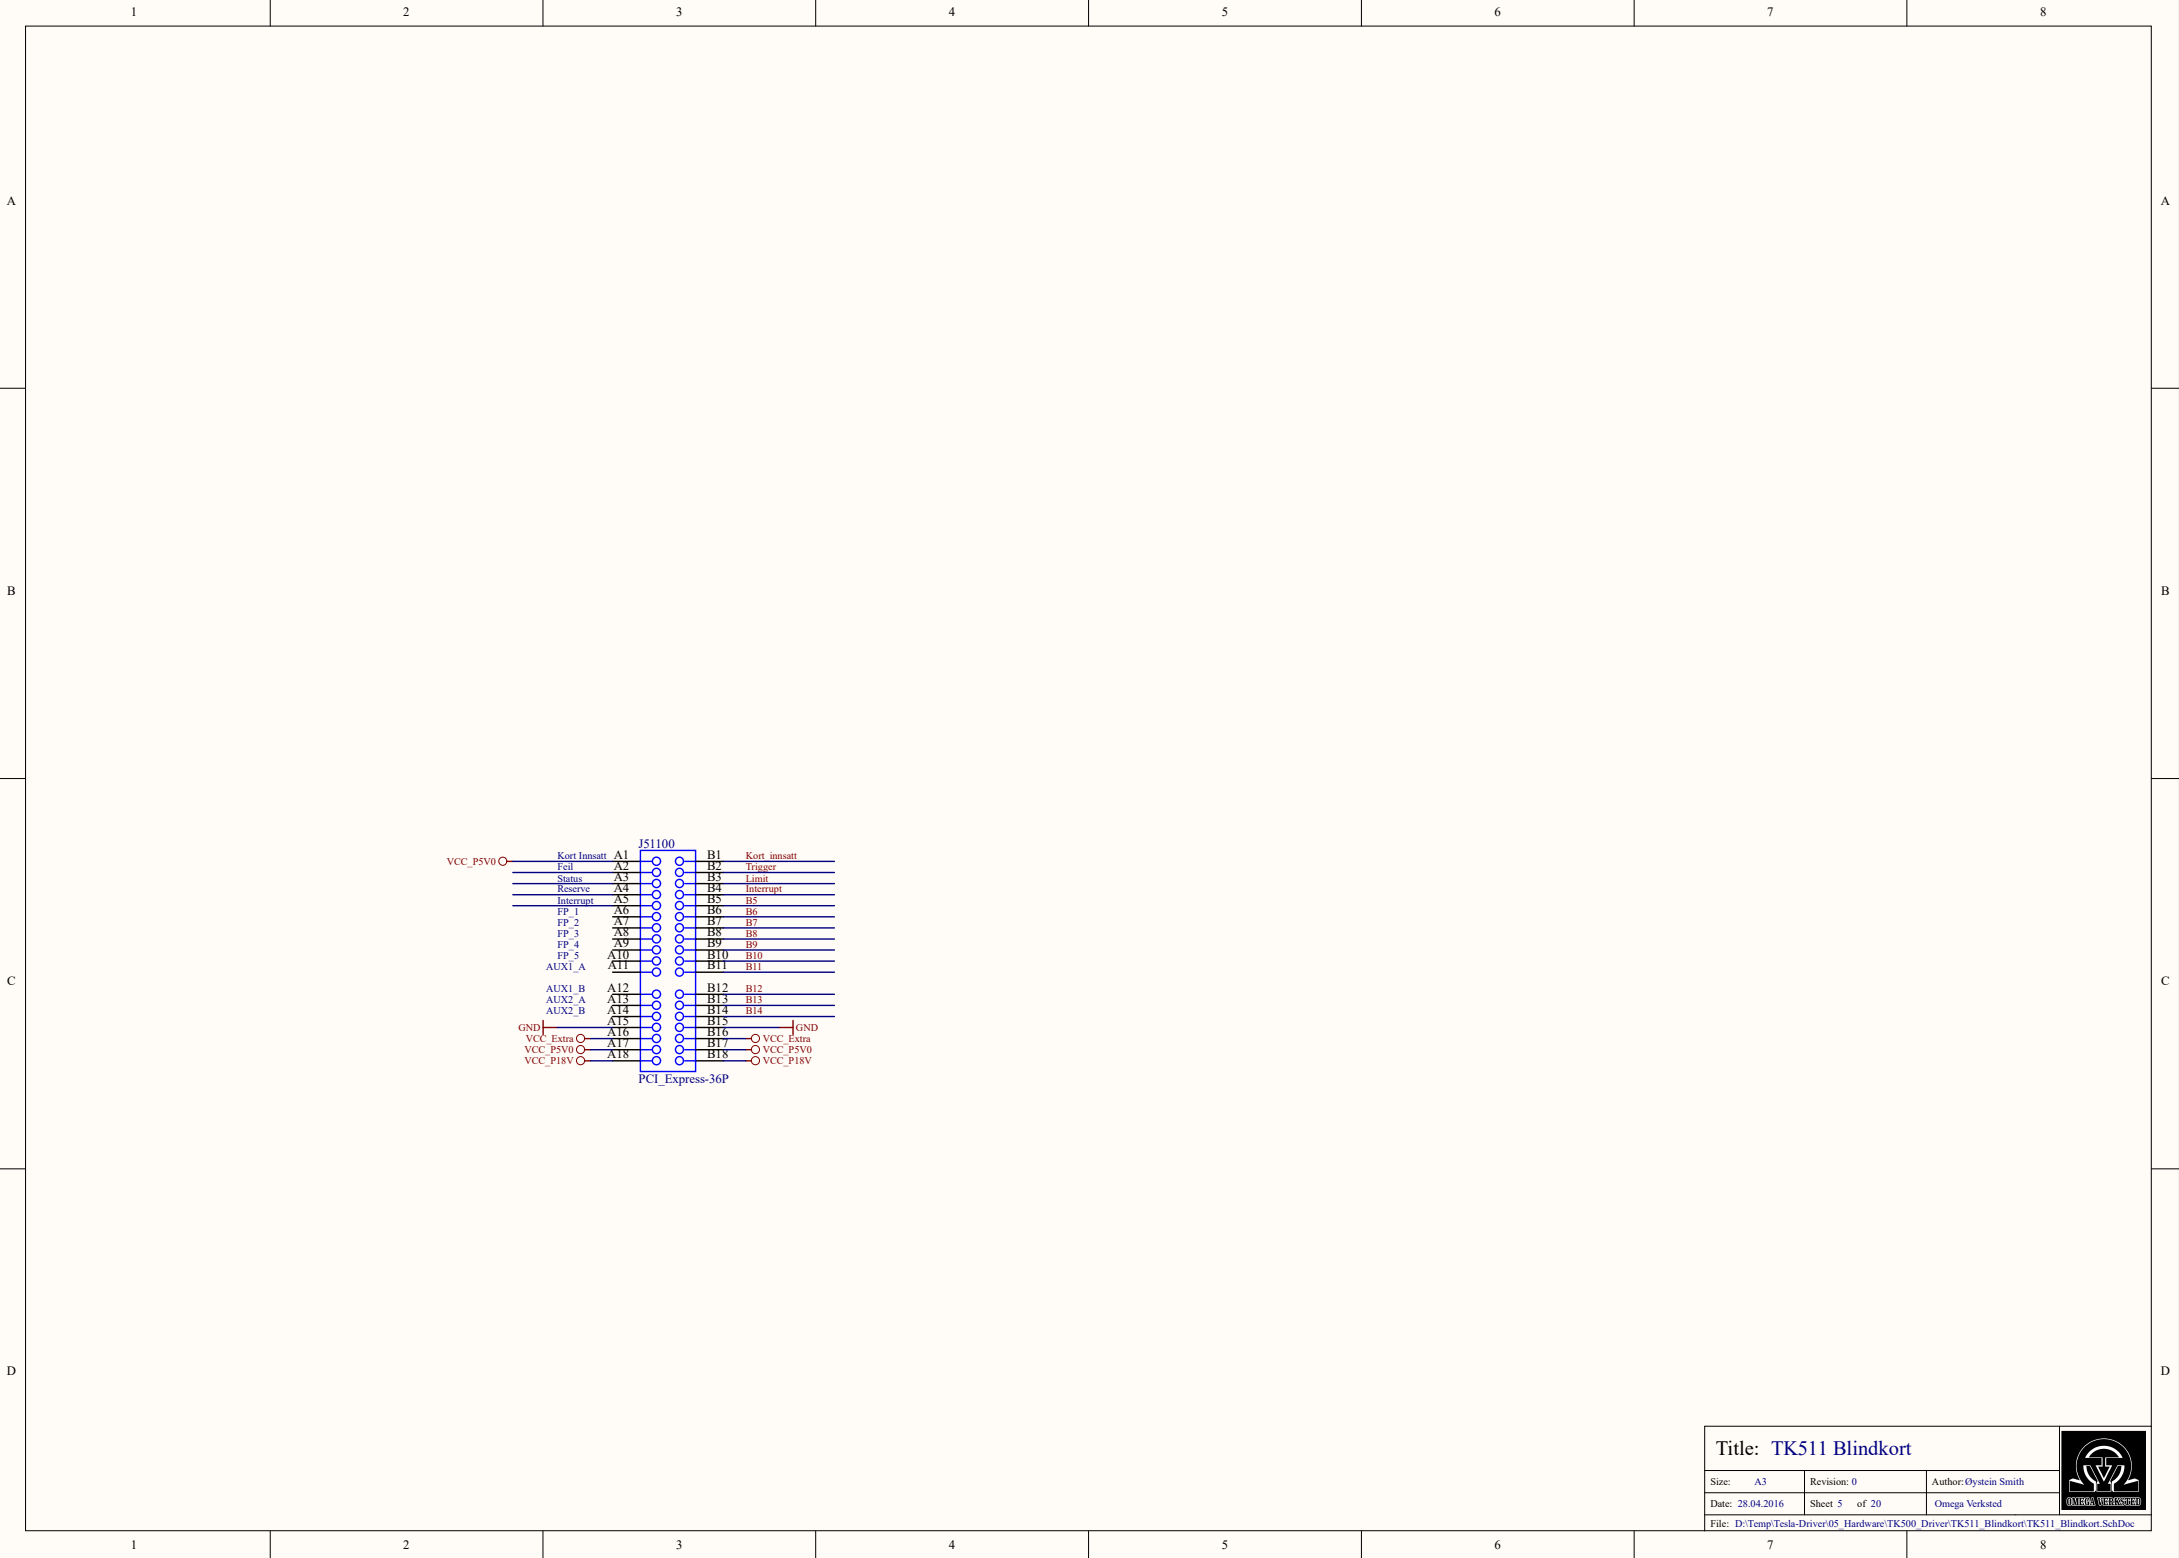 1 2 3 4 5 6 7 8
A A
B B
J51100
VCC_P5V0 Kort Innsatt A1 B1 Kort_innsatt
Feil A2 B2 Trigger
Status A3 B3 Limit
Reserve A4 B4 Interrupt
Interrupt A5 B5 B5
FP_1 A6 B6 B6
FP_2 A7 B7 B7
FP_3 A8 B8 B8
FP_4 A9 B9 B9
FP_5 A10 B10 B10
AUX1_A A11 B11 B11
C C
AUX1_B A12 B12 B12
AUX2_A A13 B13 B13
AUX2_B A14 B14 B14
GND A15 B15 GND
VCC_Extra A16 B16 VCC_Extra
VCC_P5V0 A17 B17 VCC_P5V0
VCC_P18V A18 B18 VCC_P18V
PCI_Express-36P
D D
Title: TK511 Blindkort
Size: A3 Revision: 0 Author: Øystein Smith
Date: 28.04.2016 Sheet 5 of 20 Omega Verksted
OMEGA VERKSTED
File: D:\Temp\Tesla-Driver\05_Hardware\TK500_Driver\TK511_Blindkort\TK511_Blindkort.SchDoc
1 2 3 4 5 6 7 8